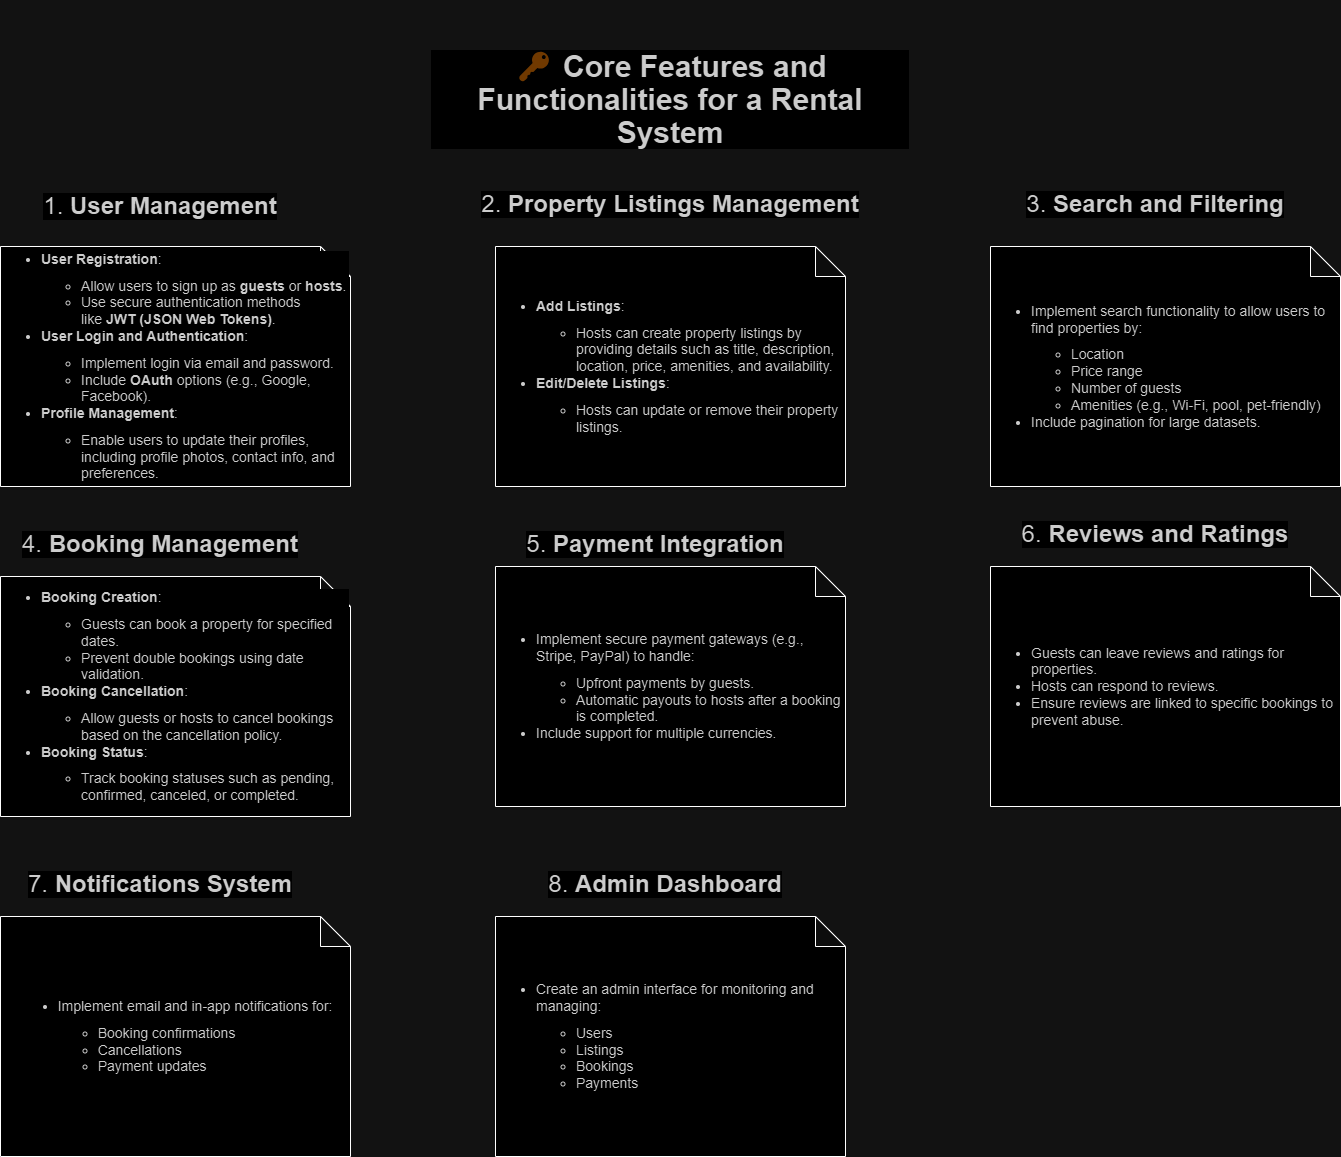 🔑 Core Features and
Functionalities for a Rental
System
1. User Management
• User Registration:
◦ Allow users to sign up as guests or hosts.
◦ Use secure authentication methods
like JWT (JSON Web Tokens).
• User Login and Authentication:
◦ Implement login via email and password.
◦ Include OAuth options (e.g., Google,
Facebook).
• Profile Management:
◦ Enable users to update their profiles,
including profile photos, contact info, and
preferences.
2. Property Listings Management
• Add Listings:
◦ Hosts can create property listings by
providing details such as title, description,
location, price, amenities, and availability.
• Edit/Delete Listings:
◦ Hosts can update or remove their property
listings.
3. Search and Filtering
• Implement search functionality to allow users to
find properties by:
◦ Location
◦ Price range
◦ Number of guests
◦ Amenities (e.g., Wi-Fi, pool, pet-friendly)
• Include pagination for large datasets.
4. Booking Management
• Booking Creation:
◦ Guests can book a property for specified
dates.
◦ Prevent double bookings using date
validation.
• Booking Cancellation:
◦ Allow guests or hosts to cancel bookings
based on the cancellation policy.
• Booking Status:
◦ Track booking statuses such as pending,
confirmed, canceled, or completed.
5. Payment Integration
• Implement secure payment gateways (e.g.,
Stripe, PayPal) to handle:
◦ Upfront payments by guests.
◦ Automatic payouts to hosts after a booking
is completed.
• Include support for multiple currencies.
6. Reviews and Ratings
• Guests can leave reviews and ratings for
properties.
• Hosts can respond to reviews.
• Ensure reviews are linked to specific bookings to
prevent abuse.
7. Notifications System
• Implement email and in-app notifications for:
◦ Booking confirmations
◦ Cancellations
◦ Payment updates
8. Admin Dashboard
• Create an admin interface for monitoring and
managing:
◦ Users
◦ Listings
◦ Bookings
◦ Payments